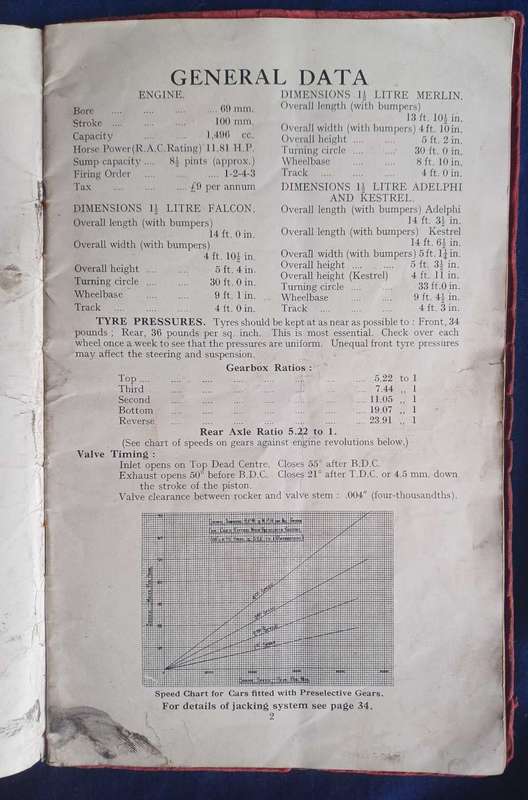 GENERAL DATA
ENGINE.
Bore .... .... .... .... 69 mm.
Stroke .... .... .... 100 mm.
Capacity .... .... 1,496 cc.
Horse Power (R.A.C. Rating) 11.81 H.P.
Sump capacity .... 8½ pints (approx.)
Firing Order .... .... .... 1-2-4-3
Tax .... .... .... £9 per annum
DIMENSIONS 1½ LITRE FALCON.
Overall length (with bumpers)
14 ft. 0 in.
Overall width (with bumpers)
4 ft. 10½ in.
Overall height .... .... 5 ft. 4 in.
Turning circle .... .... 30 ft. 0 in.
Wheelbase .... .... 9 ft. 1 in.
Track .... .... .... 4 ft. 0 in.
DIMENSIONS 1½ LITRE MERLIN.
Overall length (with bumpers)
13 ft. 10½ in.
Overall width (with bumpers) 4 ft. 10 in.
Overall height .... .... 5 ft. 2 in.
Turning circle .... .... 30 ft. 0 in.
Wheelbase .... .... 8 ft. 10 in.
Track .... .... .... 4 ft. 0 in.
DIMENSIONS 1½ LITRE ADELPHI
AND KESTREL.
Overall length (with bumpers) Adelphi
14 ft. 3½ in.
Overall length (with bumpers) Kestrel
14 ft. 6½ in.
Overall width (with bumpers) 5 ft. 1¼ in.
Overall height .... .... 5 ft. 3½ in.
Overall height (Kestrel) 4 ft. 11 in.
Turning circle .... .... 33 ft. 0 in.
Wheelbase .... .... 9 ft. 4½ in.
Track .... .... .... 4 ft. 3 in.
TYRE PRESSURES. Tyres should be kept at as near as possible to : Front, 34
pounds ; Rear, 36 pounds per sq. inch. This is most essential. Check over each
wheel once a week to see that the pressures are uniform. Unequal front tyre pressures
may affect the steering and suspension.
Gearbox Ratios :
Top .... .... .... .... .... .... .... 5.22 to 1
Third .... .... .... .... .... .... 7.44 ,, 1
Second .... .... .... .... .... .... 11.05 ,, 1
Bottom .... .... .... .... .... .... 19.07 ,, 1
Reverse .... .... .... .... .... .... 23.91 ,, 1
Rear Axle Ratio 5.22 to 1.
(See chart of speeds on gears against engine revolutions below.)
Valve Timing :
Inlet opens on Top Dead Centre. Closes 55° after B.D.C.
Exhaust opens 50° before B.D.C. Closes 21° after T.D.C. or 4.5 mm. down
the stroke of the piston.
Valve clearance between rocker and valve stem : .004″ (four-thousandths).
Speed Chart for Cars fitted with Preselective Gears.
For details of jacking system see page 34.
2